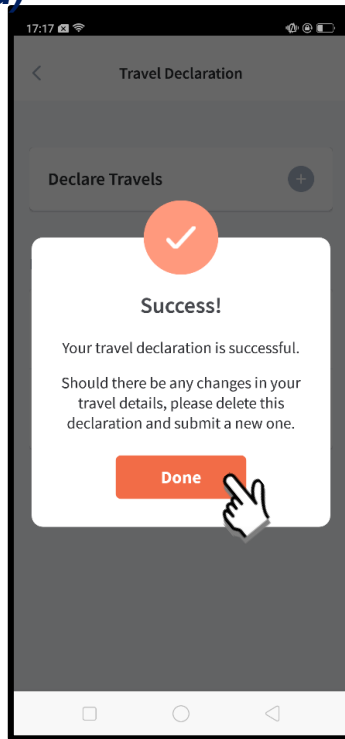 17:17
Travel Declaration
Declare Travels
Success!
Your travel declaration is successful.
Should there be any changes in your
travel details, please delete this
declaration and submit a new one.
Done